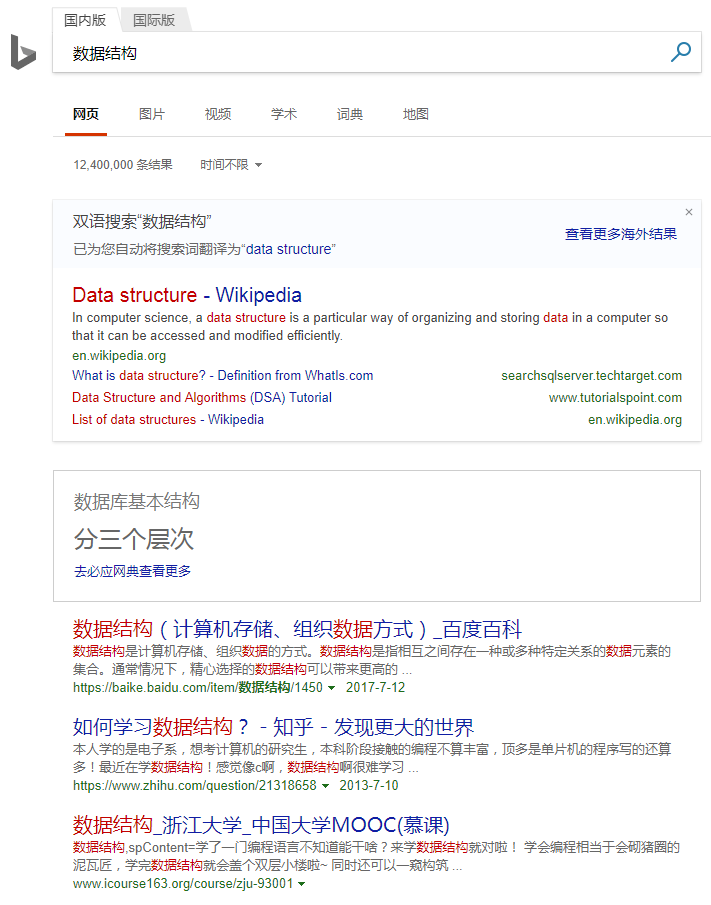 国内版 国际版
数据结构
网页 图片 视频 学术 词典 地图
12,400,000 条结果 时间不限
双语搜索“数据结构”
已为您自动将搜索词翻译为“data structure”
查看更多海外结果
Data structure - Wikipedia
In computer science, a data structure is a particular way of organizing and storing data in a computer so
that it can be accessed and modified efficiently.
en.wikipedia.org
What is data structure? - Definition from WhatIs.com searchsqlserver.techtarget.com
Data Structure and Algorithms (DSA) Tutorial www.tutorialspoint.com
List of data structures - Wikipedia en.wikipedia.org
数据库基本结构
分三个层次
去必应网典查看更多
数据结构（计算机存储、组织数据方式）_百度百科
数据结构是计算机存储、组织数据的方式。数据结构是指相互之间存在一种或多种特定关系的数据元素的
集合。通常情况下，精心选择的数据结构可以带来更高的 ...
https://baike.baidu.com/item/数据结构/1450 2017-7-12
如何学习数据结构？ - 知乎 - 发现更大的世界
本人学的是电子系，想考计算机的研究生，本科阶段接触的编程不算丰富，顶多是单片机的程序写的还算
多！最近在学数据结构！感觉像c啊，数据结构啊很难学习 ...
https://www.zhihu.com/question/21318658 2013-7-10
数据结构_浙江大学_中国大学MOOC(慕课)
数据结构,spContent=学了一门编程语言不知道能干啥？来学数据结构就对啦！ 学会编程相当于会砌猪圈的
泥瓦匠，学完数据结构就会盖个双层小楼啦~ 同时还可以一窥构筑 ...
www.icourse163.org/course/zju-93001